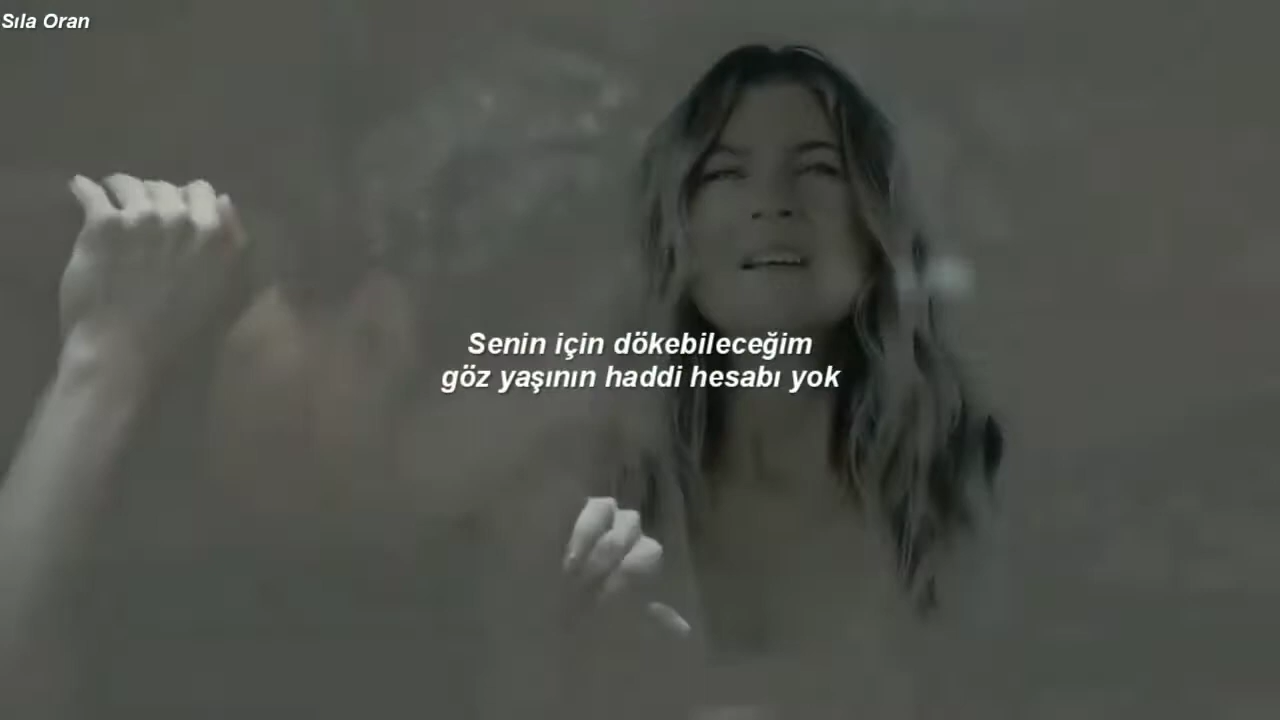 Sıla Oran
Senin için dökebileceğim
göz yaşının haddi hesabı yok